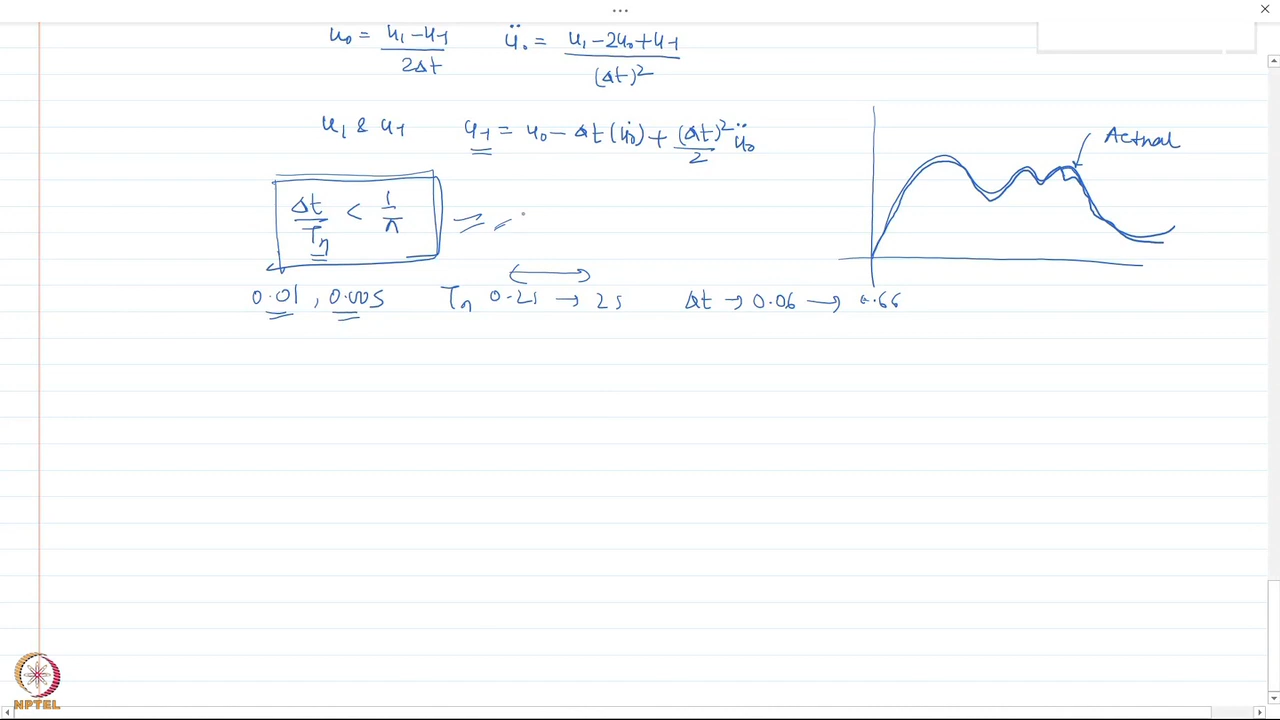 u̇₀ = (u₁ - u₋₁) / 2Δt    ü₀ = (u₁ - 2u₀ + u₋₁) / (Δt)²
u₁ & u₋₁    u₋₁ = u₀ - Δt(u̇₀) + (Δt)²/2 ü₀
Actual
Δt/Tₙ < 1/π
0.01, 0.005    Tₙ 0.2s → 2s    Δt → 0.06 → 0.66
NPTEL